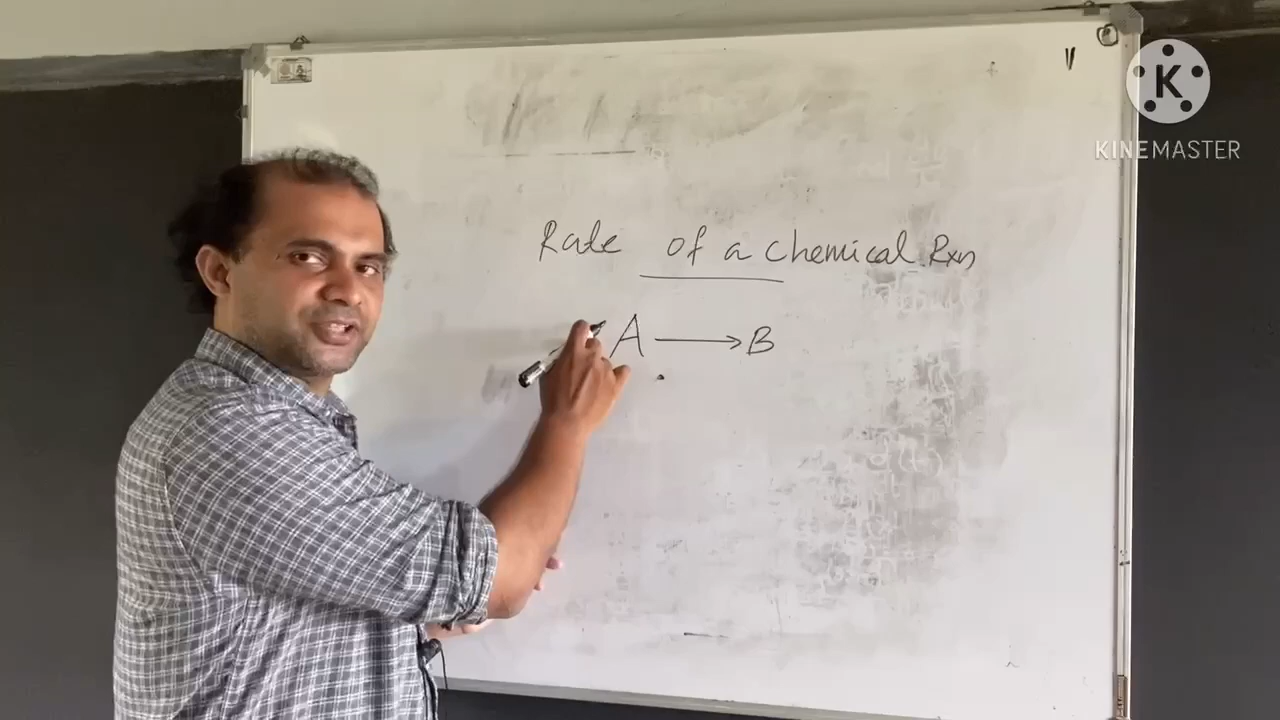 K
KINEMASTER
Rate of a Chemical Rxn
A ⟶ B